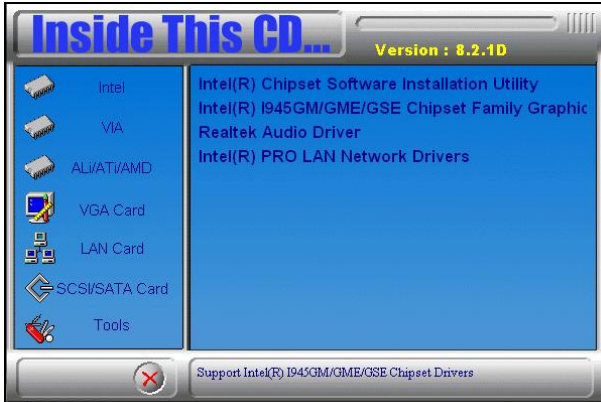 Inside This CD...
Version : 8.2.1D
Intel
VIA
ALi/ATi/AMD
VGA Card
LAN Card
SCSI/SATA Card
Tools
Intel(R) Chipset Software Installation Utility
Intel(R) I945GM/GME/GSE Chipset Family Graphic
Realtek Audio Driver
Intel(R) PRO LAN Network Drivers
Support Intel(R) I945GM/GME/GSE Chipset Drivers